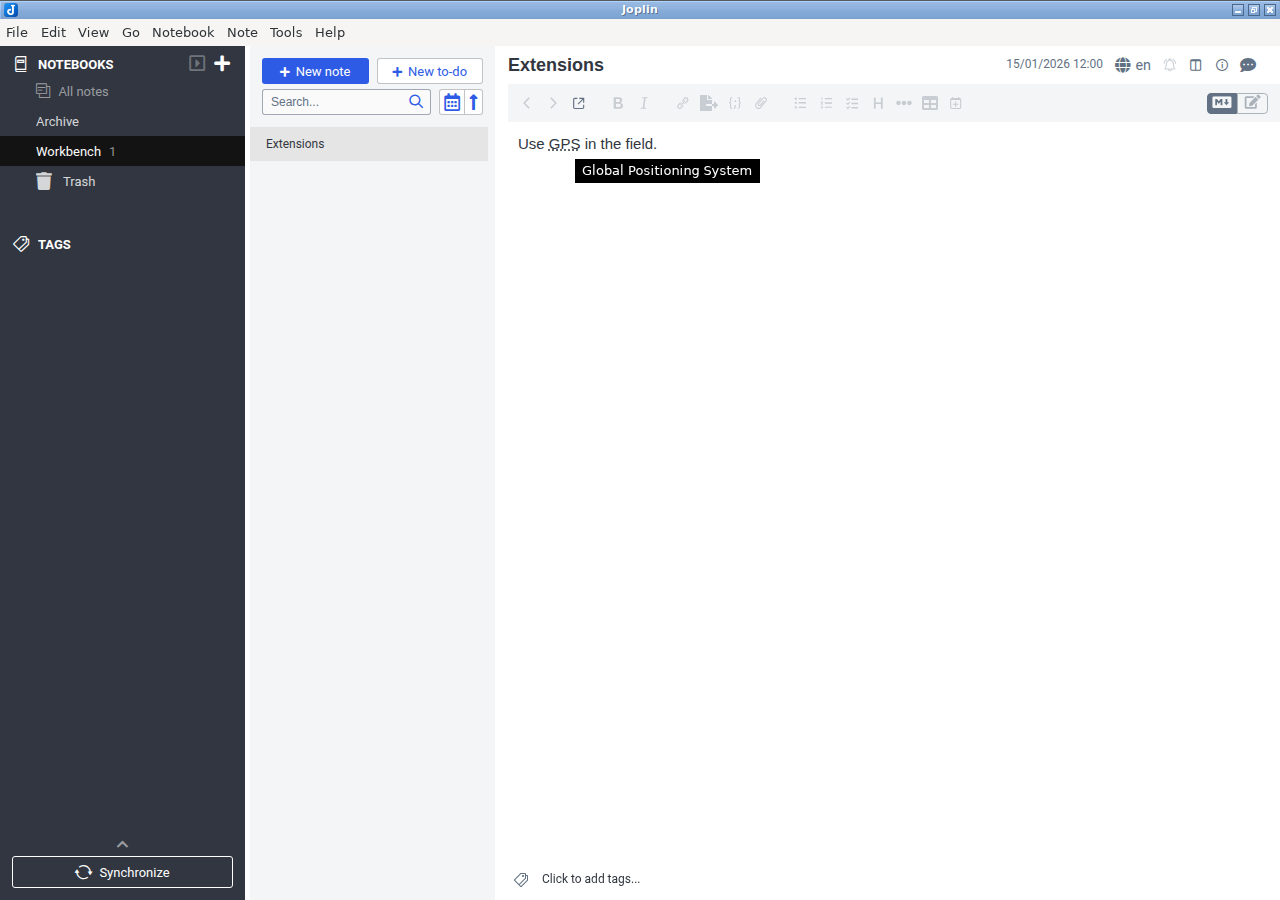 Joplin
File Edit View Go Notebook Note Tools Help
NOTEBOOKS
All notes
Archive
Workbench 1
Trash
TAGS
Synchronize
New note
New to-do
Search...
Extensions
Extensions
15/01/2026 12:00
en
Use GPS in the field.
Global Positioning System
Click to add tags...